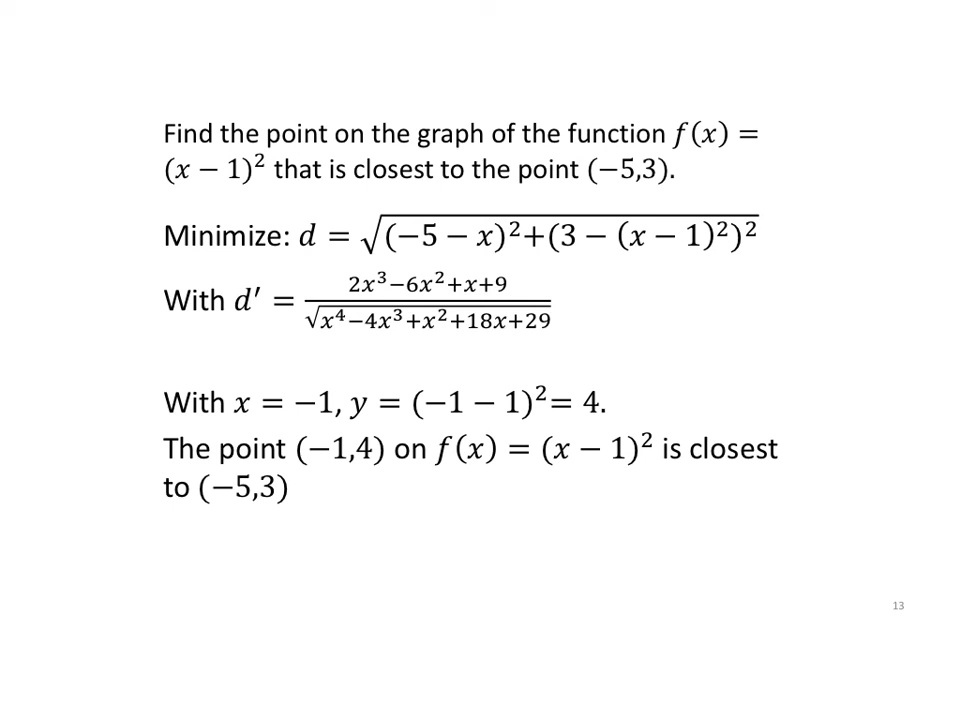 Find the point on the graph of the function f(x) =
(x − 1)² that is closest to the point (−5,3).
Minimize: d = √((−5 − x)²+(3 − (x − 1)²)²)
With d′ = (2x³−6x²+x+9)/√(x⁴−4x³+x²+18x+29)
With x = −1, y = (−1 − 1)²= 4.
The point (−1,4) on f(x) = (x − 1)² is closest
to (−5,3)
13